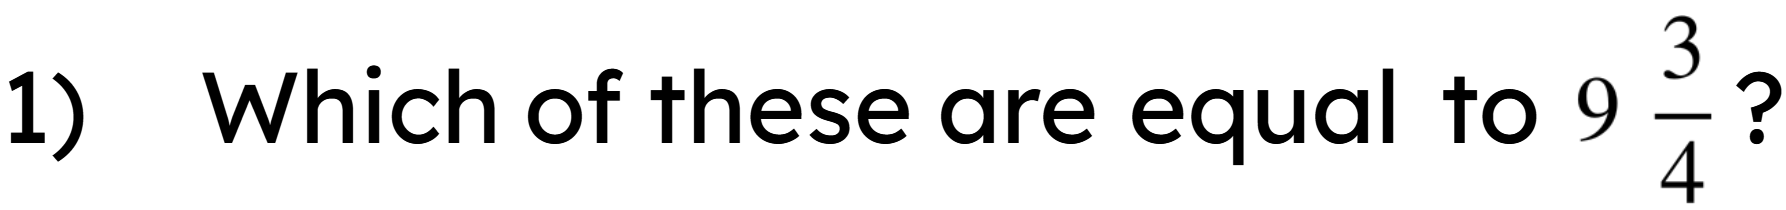 1) Which of these are equal to 9 3/4?